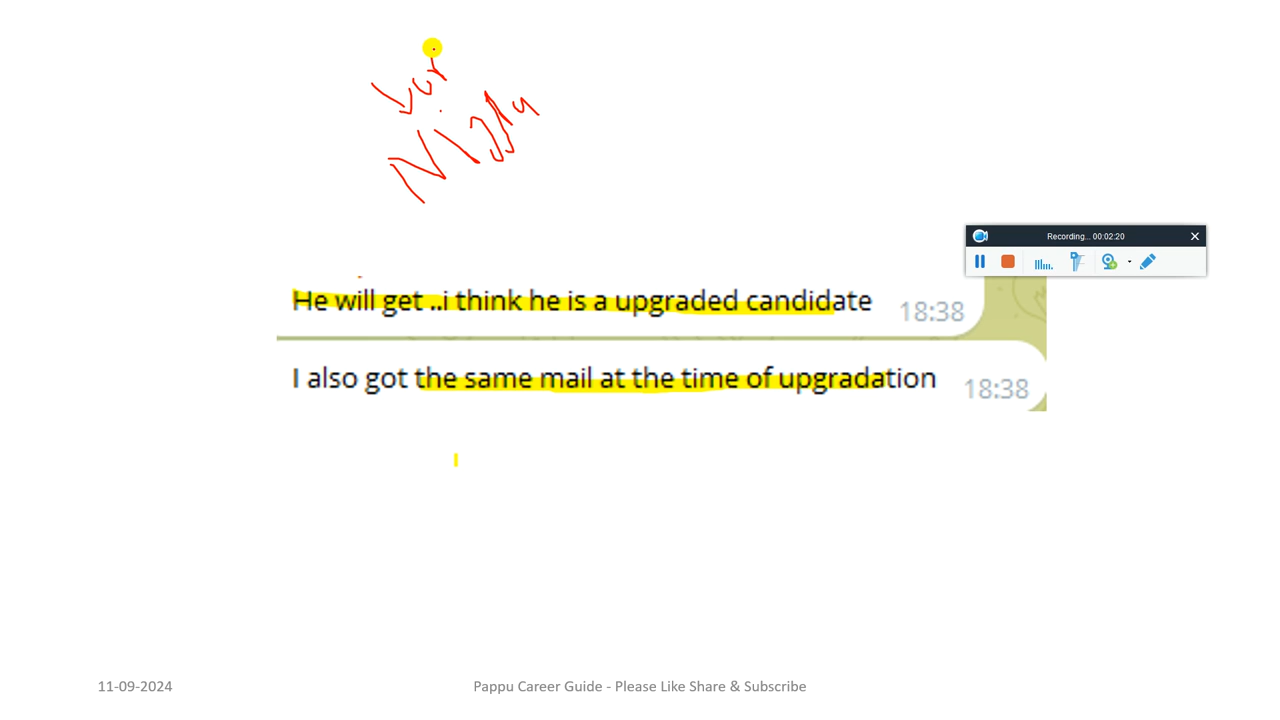 Recording... 00:02:20
He will get ..i think he is a upgraded candidate 18:38
I also got the same mail at the time of upgradation 18:38
11-09-2024 Pappu Career Guide - Please Like Share & Subscribe